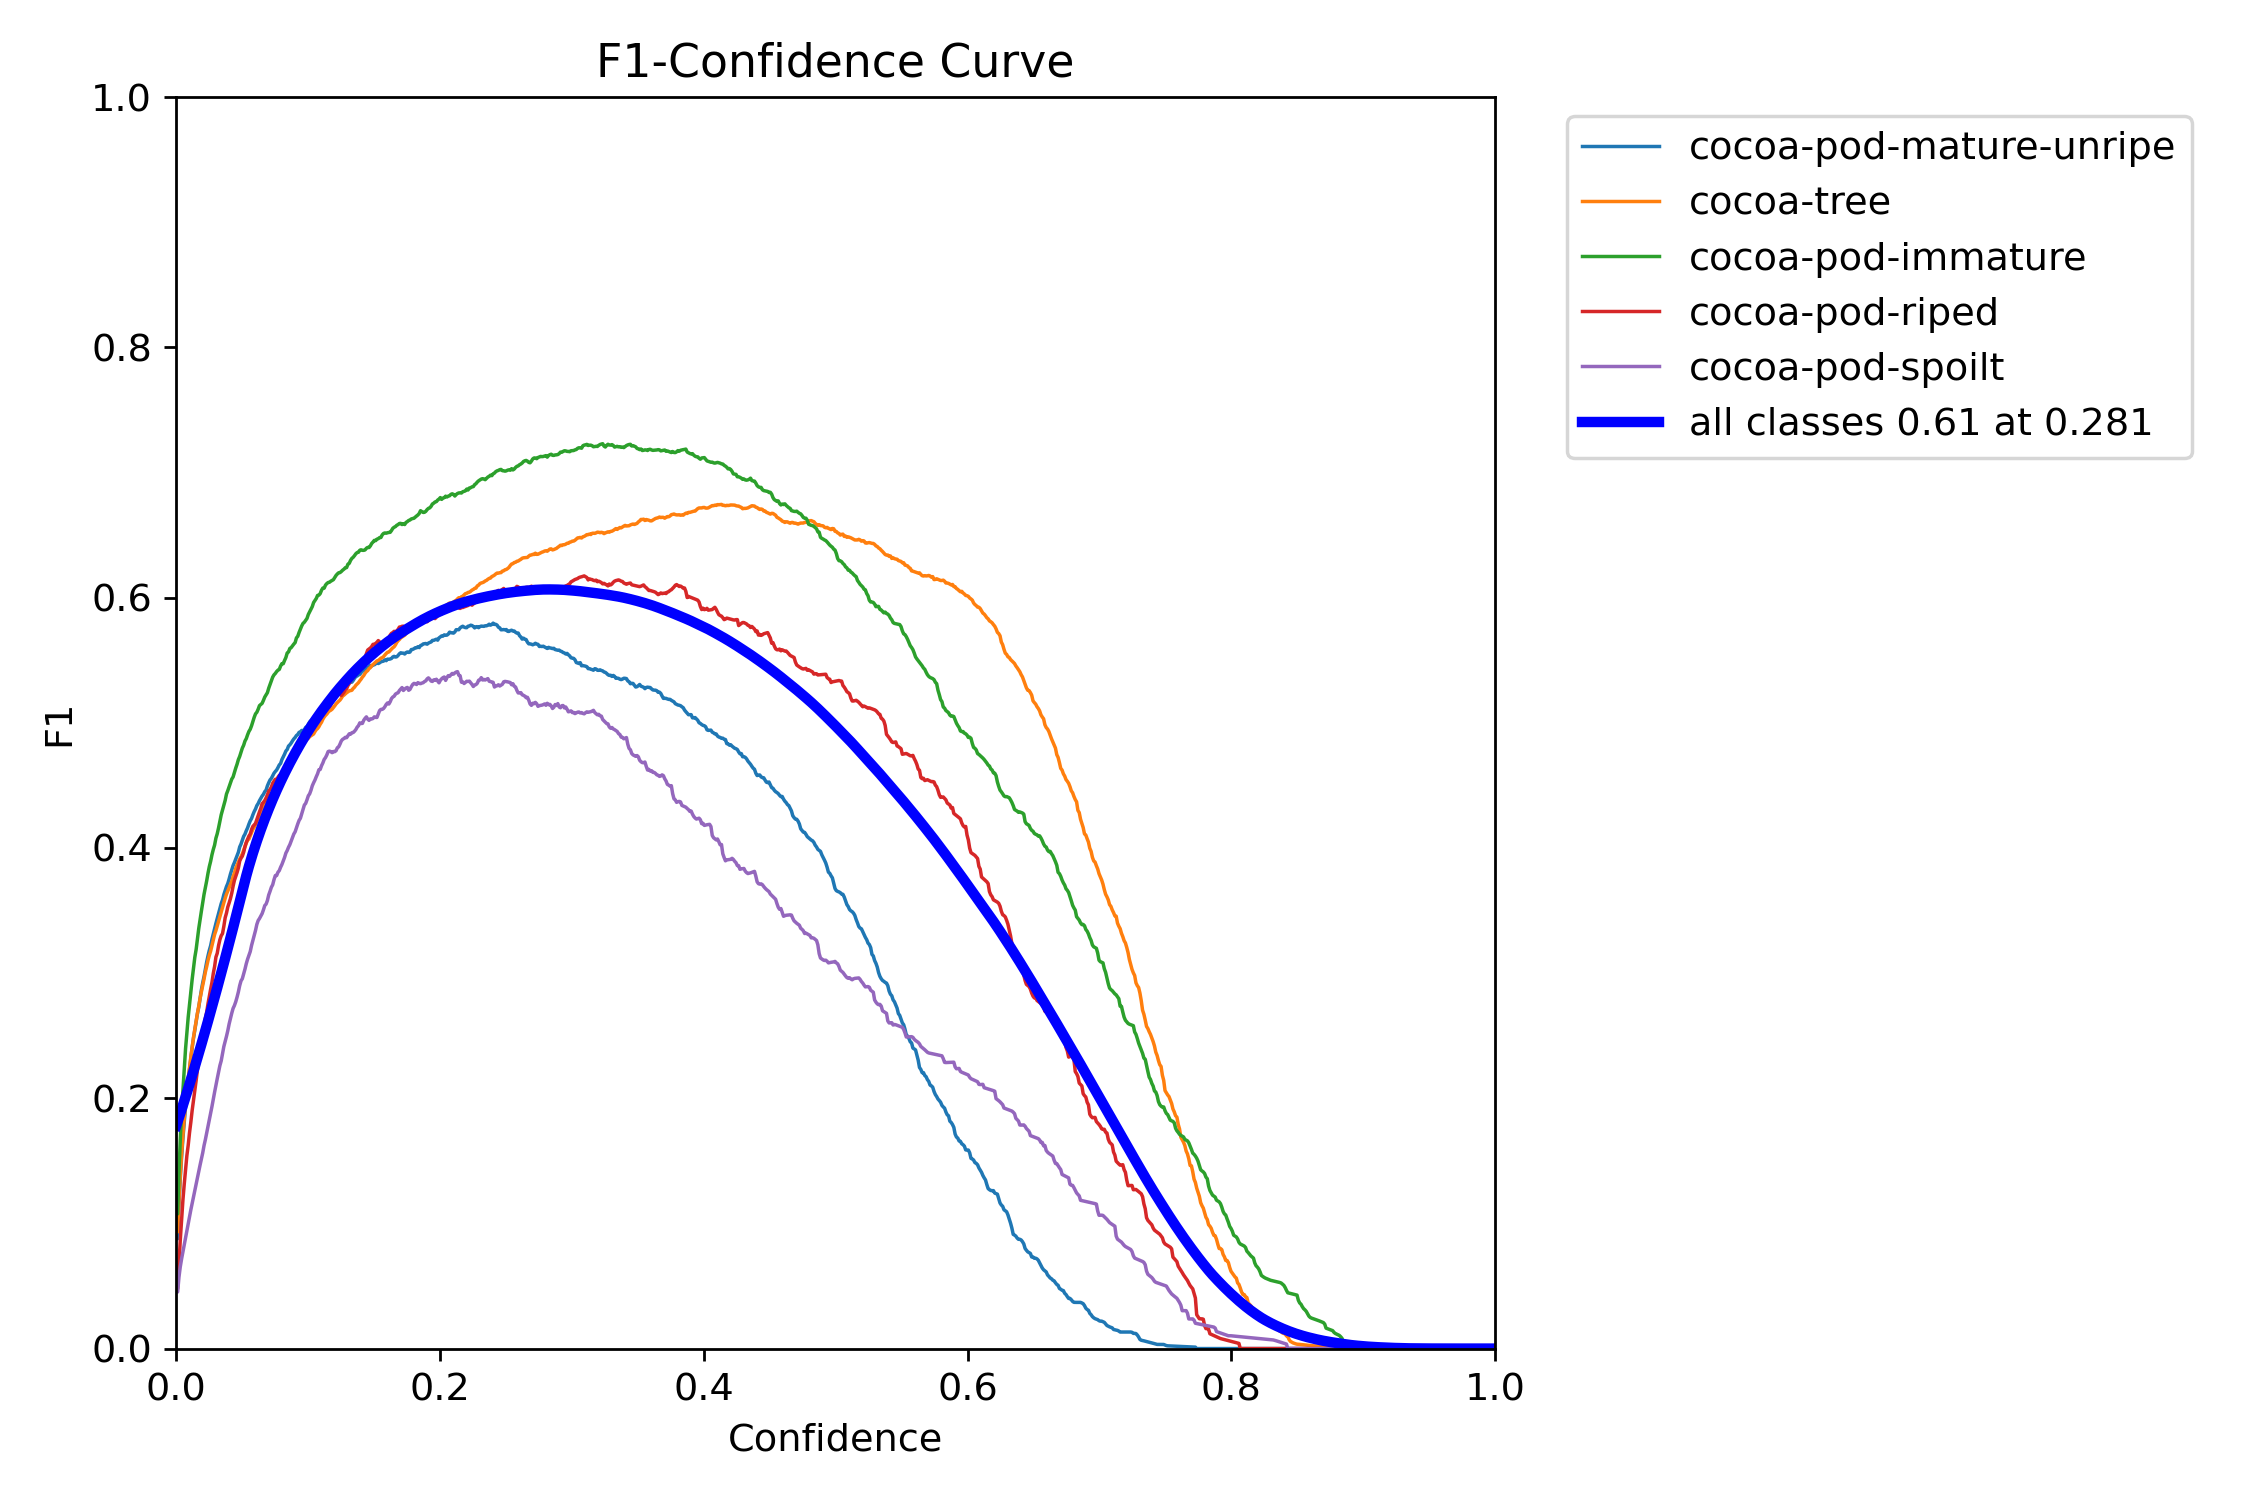 F1-Confidence Curve
1.0
0.8
0.6
0.4
0.2
0.0
F1
0.0 0.2 0.4 0.6 0.8 1.0
Confidence
cocoa-pod-mature-unripe
cocoa-tree
cocoa-pod-immature
cocoa-pod-riped
cocoa-pod-spoilt
all classes 0.61 at 0.281